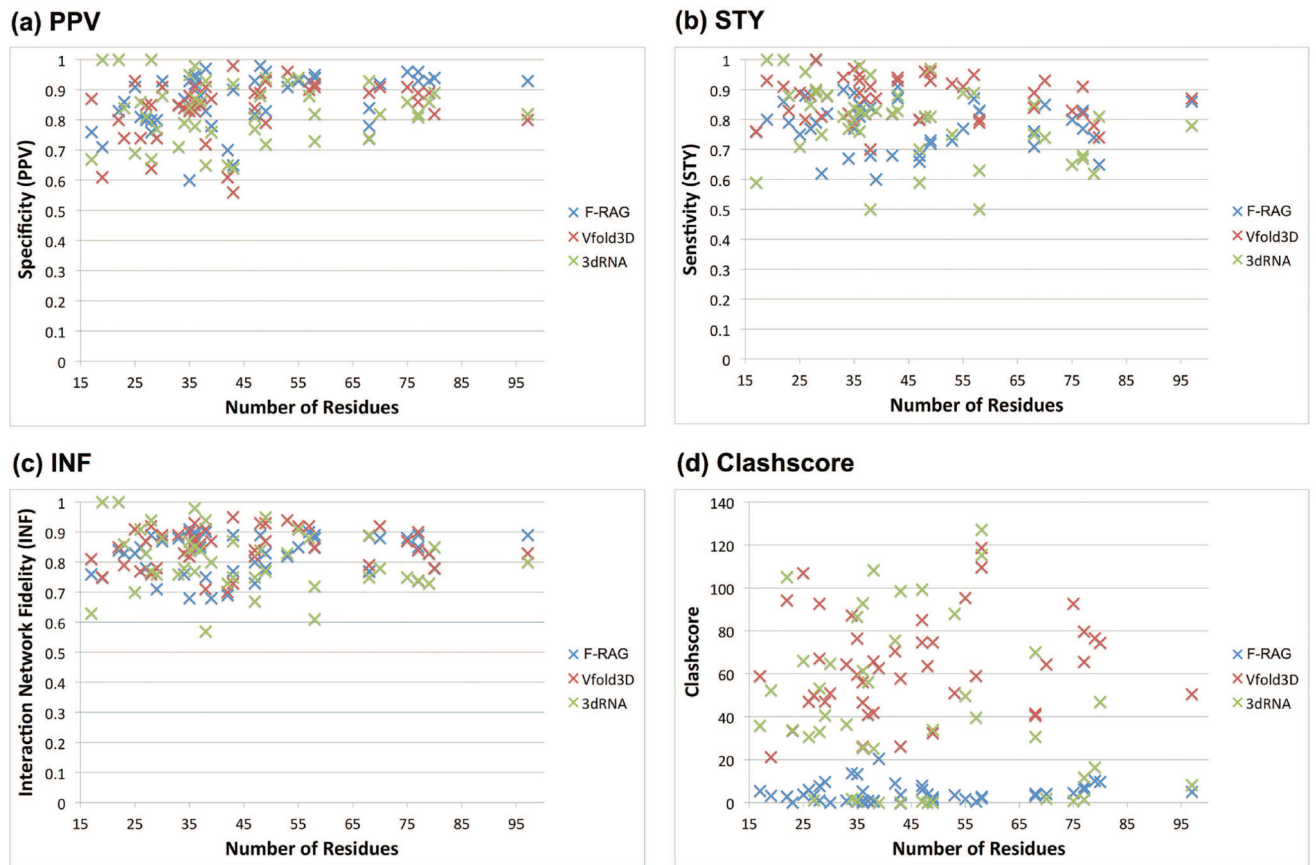 (a) PPV
Specificity (PPV)
1
0.9
0.8
0.7
0.6
0.5
0.4
0.3
0.2
0.1
0
15 25 35 45 55 65 75 85 95
Number of Residues
F-RAG
Vfold3D
3dRNA
(b) STY
Senstivity (STY)
1
0.9
0.8
0.7
0.6
0.5
0.4
0.3
0.2
0.1
0
15 25 35 45 55 65 75 85 95
Number of Residues
F-RAG
Vfold3D
3dRNA
(c) INF
Interaction Network Fidelity (INF)
1
0.9
0.8
0.7
0.6
0.5
0.4
0.3
0.2
0.1
0
15 25 35 45 55 65 75 85 95
Number of Residues
F-RAG
Vfold3D
3dRNA
(d) Clashscore
Clashscore
140
120
100
80
60
40
20
0
15 25 35 45 55 65 75 85 95
Number of Residues
F-RAG
Vfold3D
3dRNA